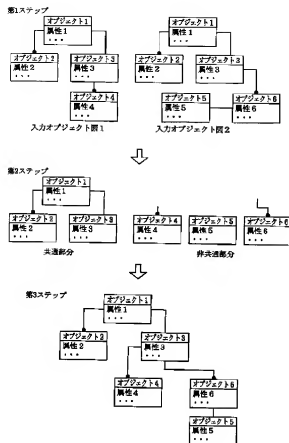 第1ステップ
オブジェクト1
属性1
・・・
オブジェクト2
属性2
・・・
オブジェクト3
属性3
・・・
オブジェクト4
属性4
・・・
入力オブジェクト図1
オブジェクト1
属性1
・・・
オブジェクト2
属性2
・・・
オブジェクト3
属性3
・・・
オブジェクト5
属性5
・・・
オブジェクト6
属性6
・・・
入力オブジェクト図2
第2ステップ
オブジェクト1
属性1
・・・
オブジェクト2
属性2
・・・
オブジェクト3
属性3
・・・
共通部分
オブジェクト4
属性4
・・・
オブジェクト5
属性5
・・・
オブジェクト6
属性6
・・・
非共通部分
第3ステップ
オブジェクト1
属性1
・・・
オブジェクト2
属性2
・・・
オブジェクト3
属性3
・・・
オブジェクト4
属性4
・・・
オブジェクト6
属性6
・・・
オブジェクト5
属性5
・・・